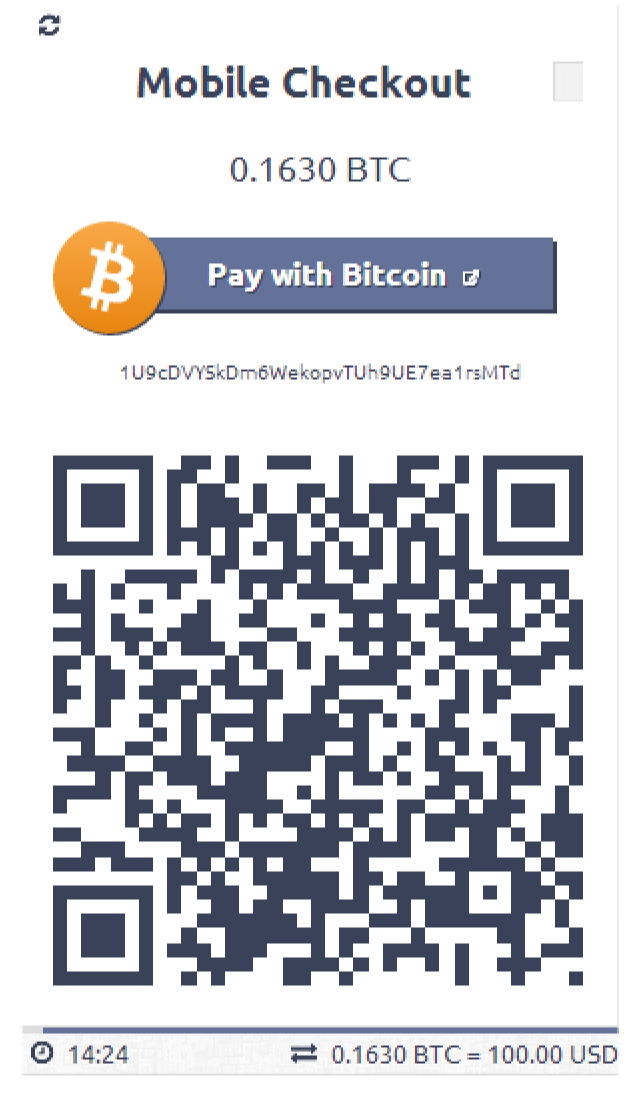 Mobile Checkout
0.1630 BTC
Pay with Bitcoin
1U9cDVYSkDm6WekopvTUh9UE7ea1rsMTd
14:24 0.1630 BTC = 100.00 USD